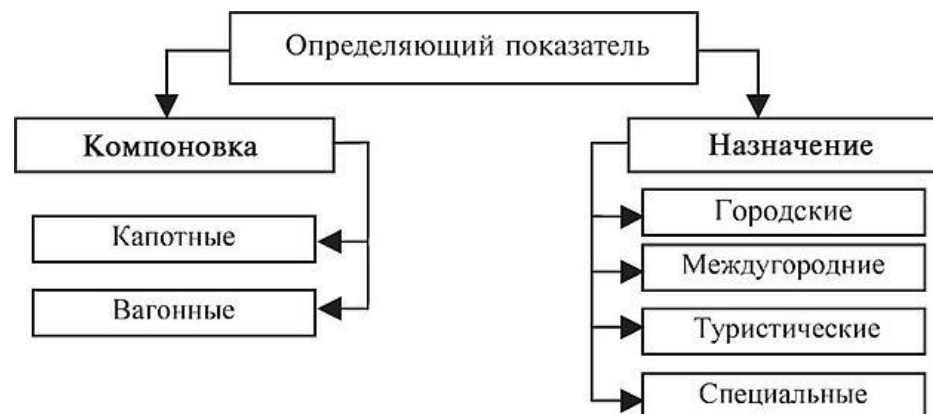 Определяющий показатель
Компоновка
Капотные
Вагонные
Назначение
Городские
Междугородние
Туристические
Специальные